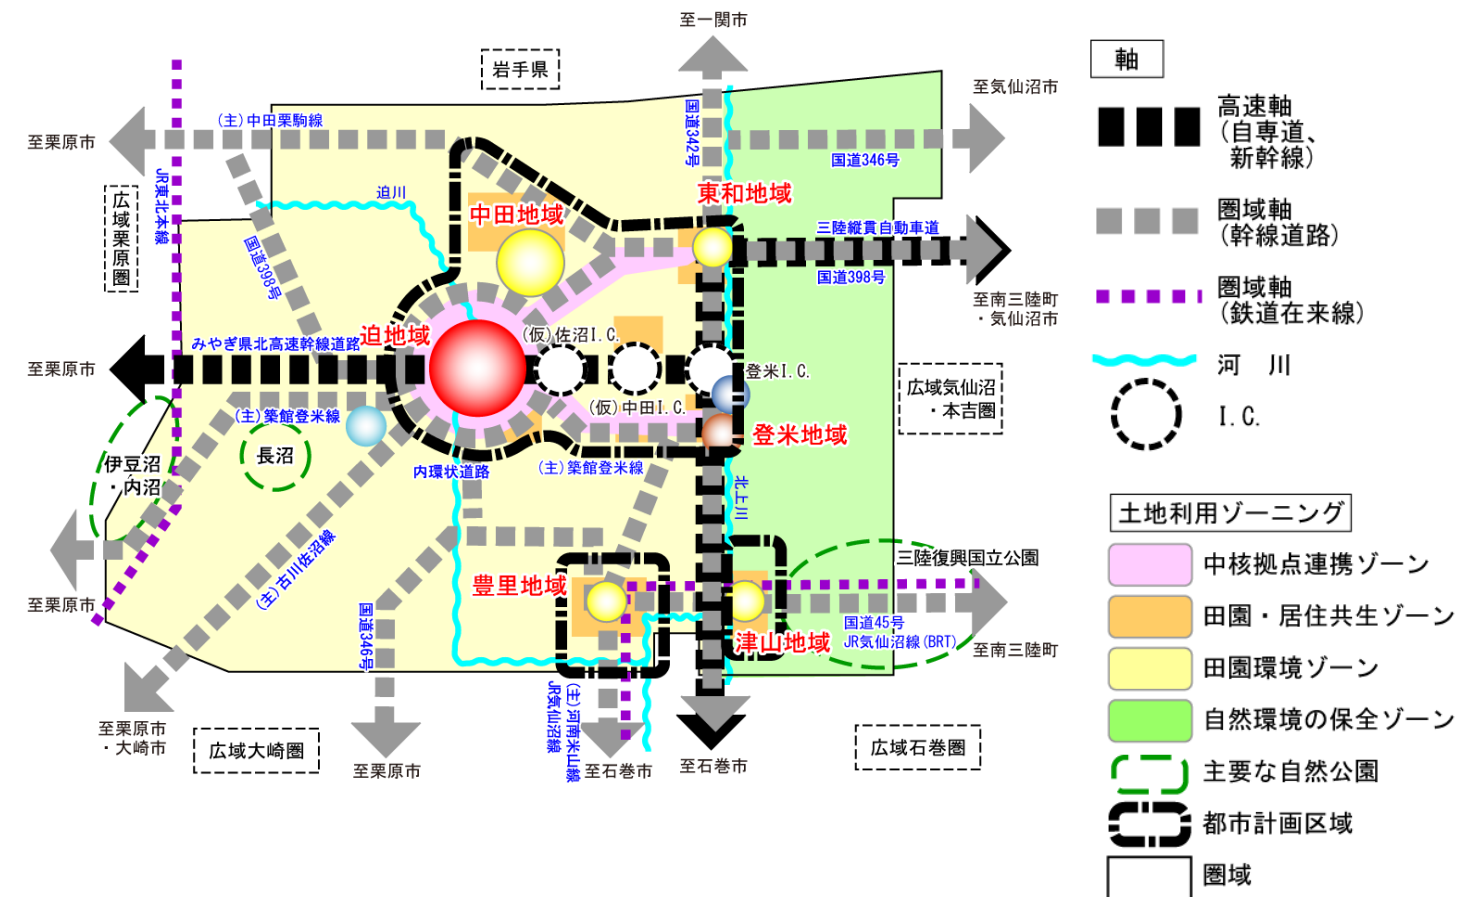 至一関市
岩手県
至気仙沼市
(主)中田栗駒線
至栗原市
国道342号
国道346号
広域栗原圏
JR東北本線
迫川
東和地域
中田地域
三陸縦貫自動車道
国道398号
国道398号
至南三陸町
・気仙沼市
迫地域
(仮)佐沼I.C.
みやぎ県北高速幹線道路
至栗原市
登米I.C.
広域気仙沼
・本吉圏
(仮)中田I.C.
(主)築館登米線
登米地域
長沼
伊豆沼
・内沼
内環状道路
(主)築館登米線
北上川
三陸復興国立公園
(主)古川佐沼線
豊里地域
至栗原市
国道346号
国道45号
JR気仙沼線(BRT)
津山地域
至南三陸町
(主)河南米山線
JR気仙沼線
至栗原市
・大崎市
広域大崎圏
至栗原市
至石巻市
至石巻市
広域石巻圏
軸
高速軸
(自専道、
新幹線)
圏域軸
(幹線道路)
圏域軸
(鉄道在来線)
河　川
I.C.
土地利用ゾーニング
中核拠点連携ゾーン
田園・居住共生ゾーン
田園環境ゾーン
自然環境の保全ゾーン
主要な自然公園
都市計画区域
圏域